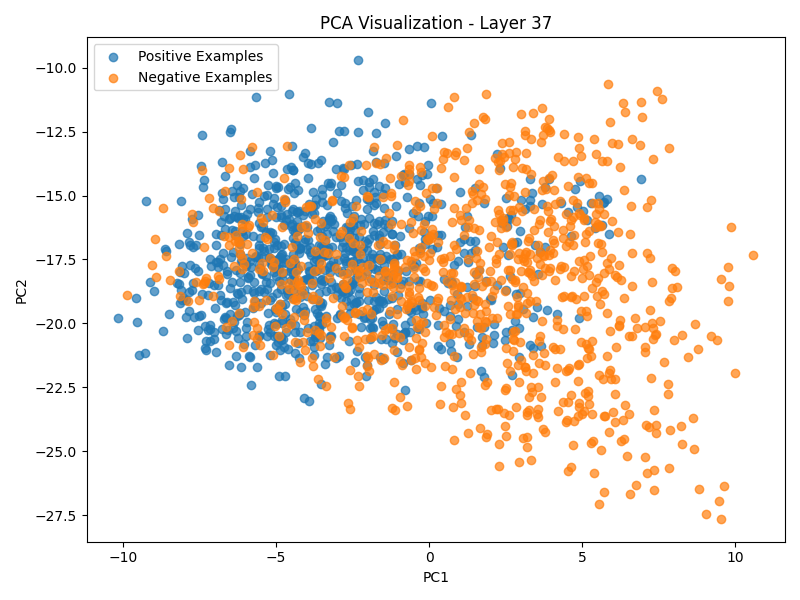 PCA Visualization - Layer 37
Positive Examples
Negative Examples
−10.0
−12.5
−15.0
−17.5
−20.0
−22.5
−25.0
−27.5
PC2
−10
−5
0
5
10
PC1